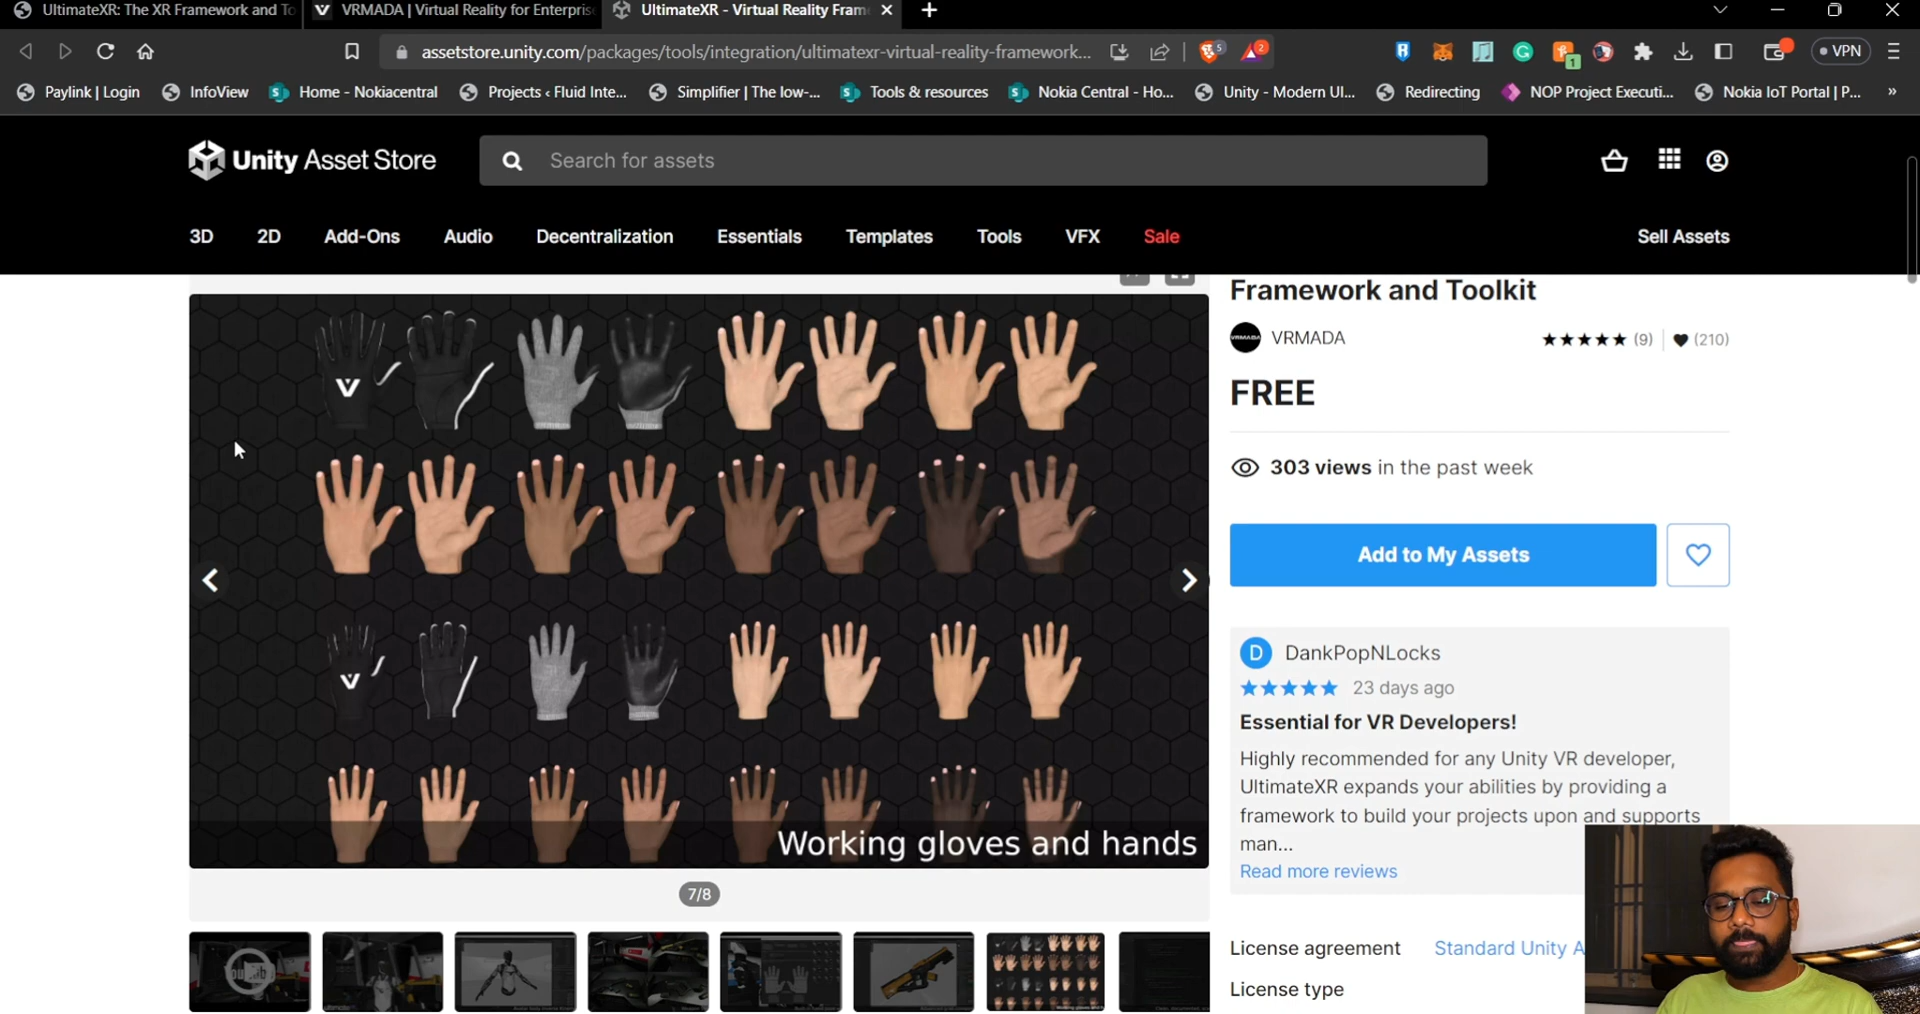 UltimateXR: The XR Framework and To
VRMADA | Virtual Reality for Enterpris
UltimateXR - Virtual Reality Fram
assetstore.unity.com/packages/tools/integration/ultimatexr-virtual-reality-framework...
5
2
1
VPN
Paylink | Login
InfoView
Home - Nokiacentral
Projects ‹ Fluid Inte...
Simplifier | The low-...
Tools & resources
Nokia Central - Ho...
Unity - Modern UI...
Redirecting
NOP Project Executi...
Nokia IoT Portal | P...
»
Unity Asset Store
Search for assets
3D
2D
Add-Ons
Audio
Decentralization
Essentials
Templates
Tools
VFX
Sale
Sell Assets
Framework and Toolkit
VRMADA
VRMADA
(9)
(210)
FREE
303 views in the past week
Add to My Assets
D
DankPopNLocks
23 days ago
Essential for VR Developers!
Highly recommended for any Unity VR developer,
UltimateXR expands your abilities by providing a
framework to build your projects upon and supports
man...
Read more reviews
Working gloves and hands
7/8
License agreement
Standard Unity A
License type